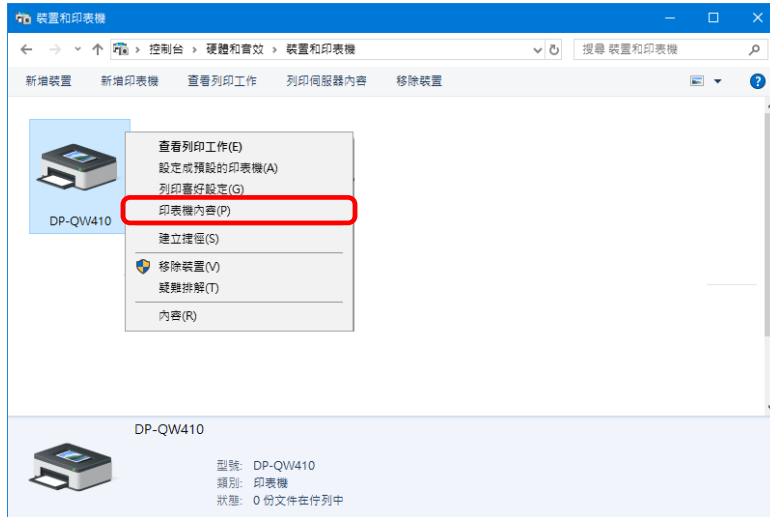 裝置和印表機
控制台 › 硬體和音效 › 裝置和印表機
搜尋 裝置和印表機
新增裝置 新增印表機 查看列印工作 列印伺服器內容 移除裝置
DP-QW410
查看列印工作(E)
設定成預設的印表機(A)
列印喜好設定(G)
印表機內容(P)
建立捷徑(S)
移除裝置(V)
疑難排解(T)
內容(R)
DP-QW410
型號: DP-QW410
類別: 印表機
狀態: 0 份文件在佇列中